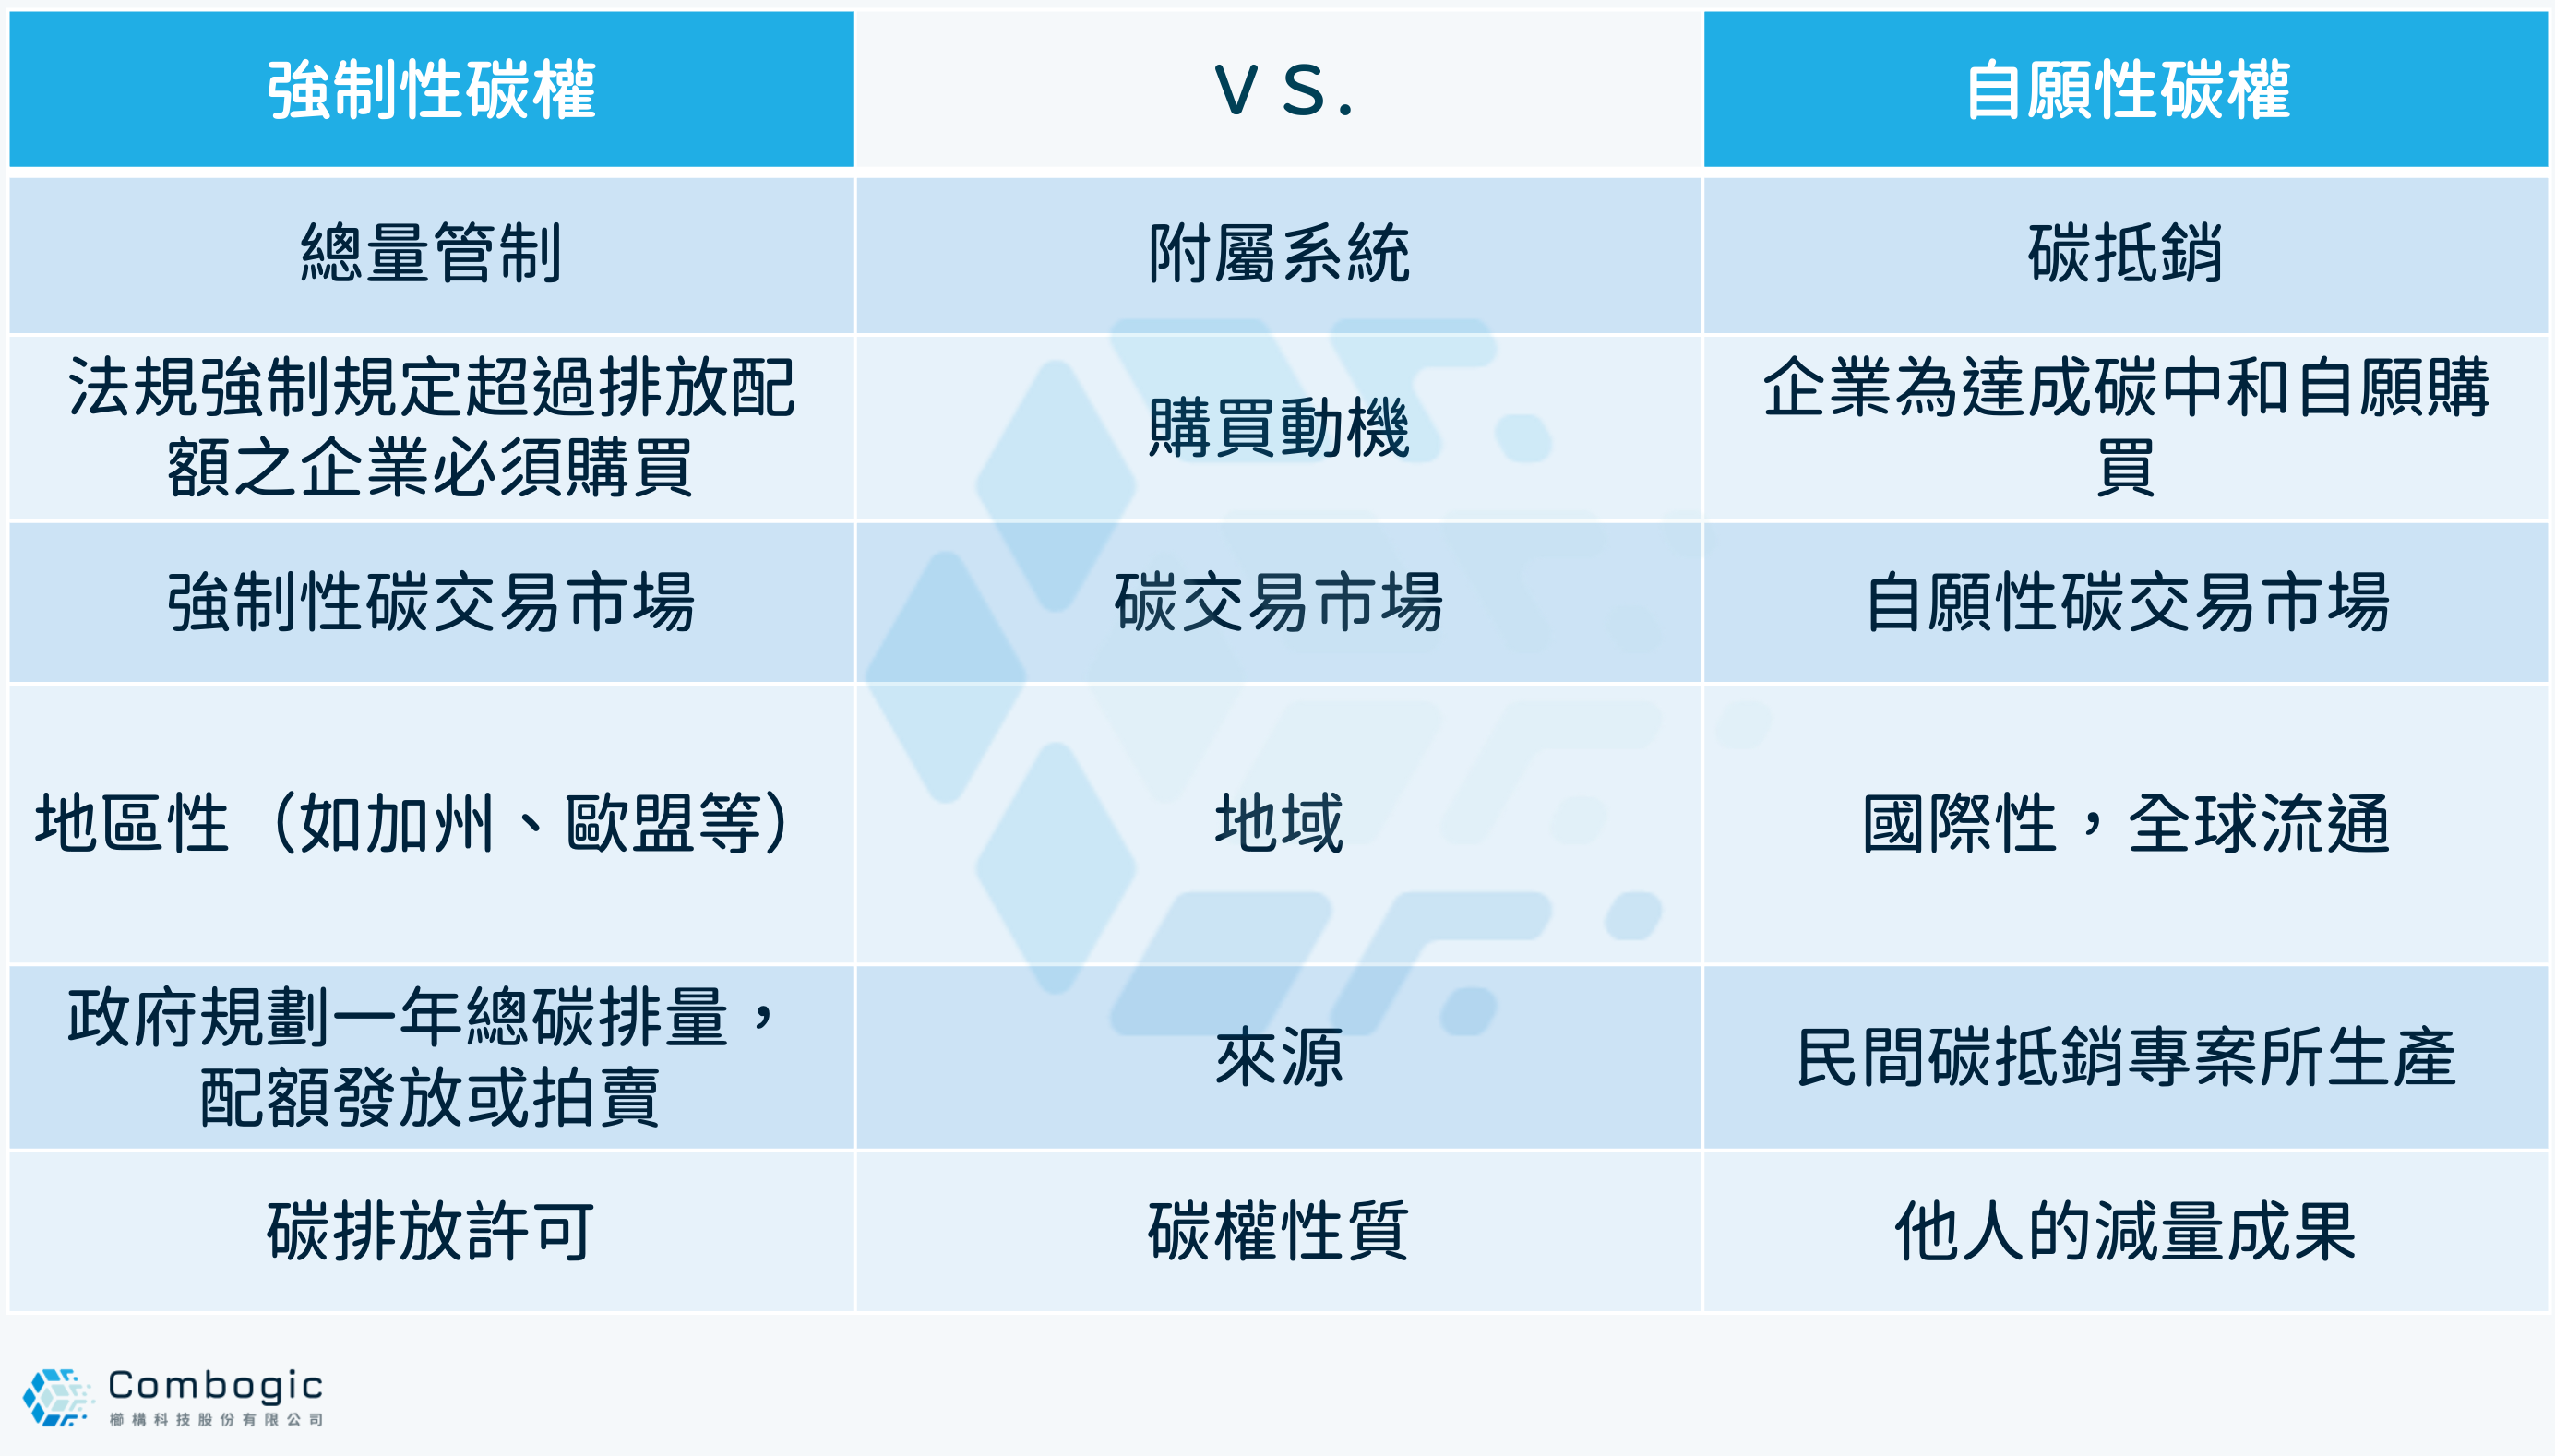 強制性碳權
VS.
自願性碳權
總量管制
附屬系統
碳抵銷
法規強制規定超過排放配
額之企業必須購買
購買動機
企業為達成碳中和自願購
買
強制性碳交易市場
碳交易市場
自願性碳交易市場
地區性（如加州、歐盟等）
地域
國際性，全球流通
政府規劃一年總碳排量，
配額發放或拍賣
來源
民間碳抵銷專案所生產
碳排放許可
碳權性質
他人的減量成果
Combogic
櫛構科技股份有限公司